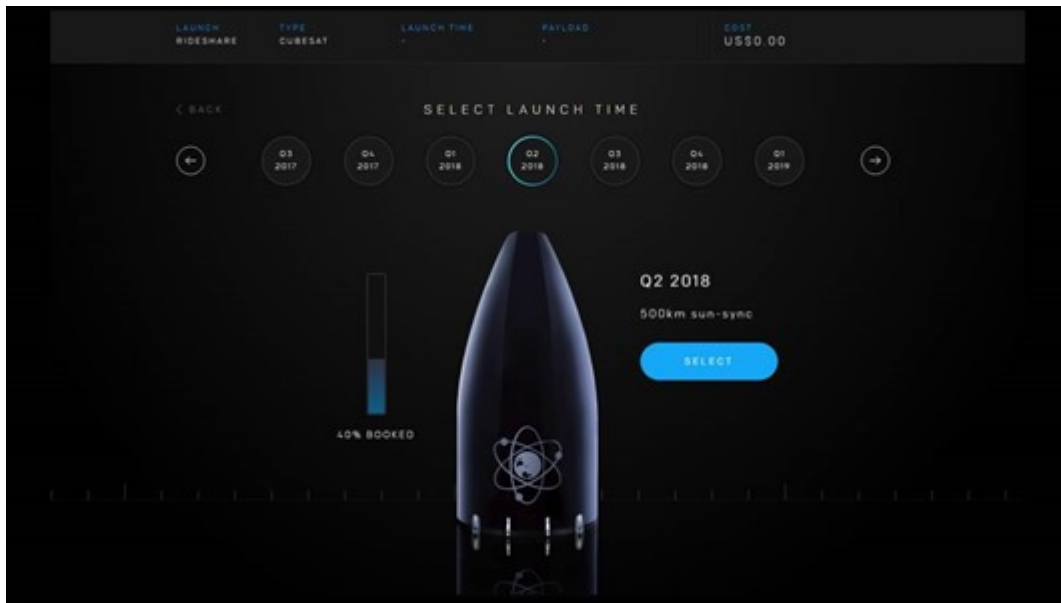 LAUNCH TYPE LAUNCH TIME PAYLOAD COST
RIDESHARE CUBESAT - - US$0.00
< BACK
SELECT LAUNCH TIME
Q3 2017
Q4 2017
Q1 2018
Q2 2018
Q3 2018
Q4 2018
Q1 2019
Q2 2018
500km sun-sync
SELECT
40% BOOKED